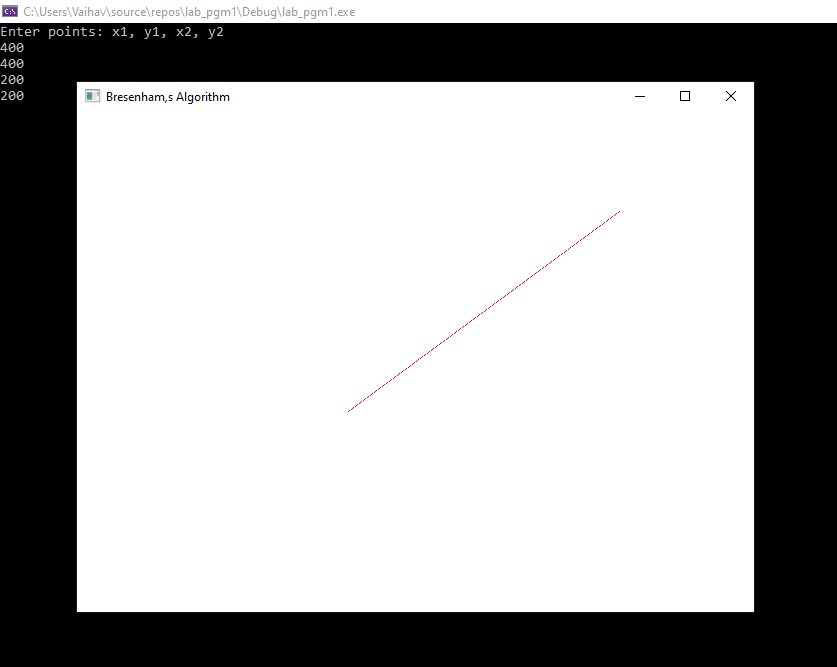 C:\Users\Vaihav\source\repos\lab_pgm1\Debug\lab_pgm1.exe
Enter points: x1, y1, x2, y2
400
400
200
200
Bresenham,s Algorithm